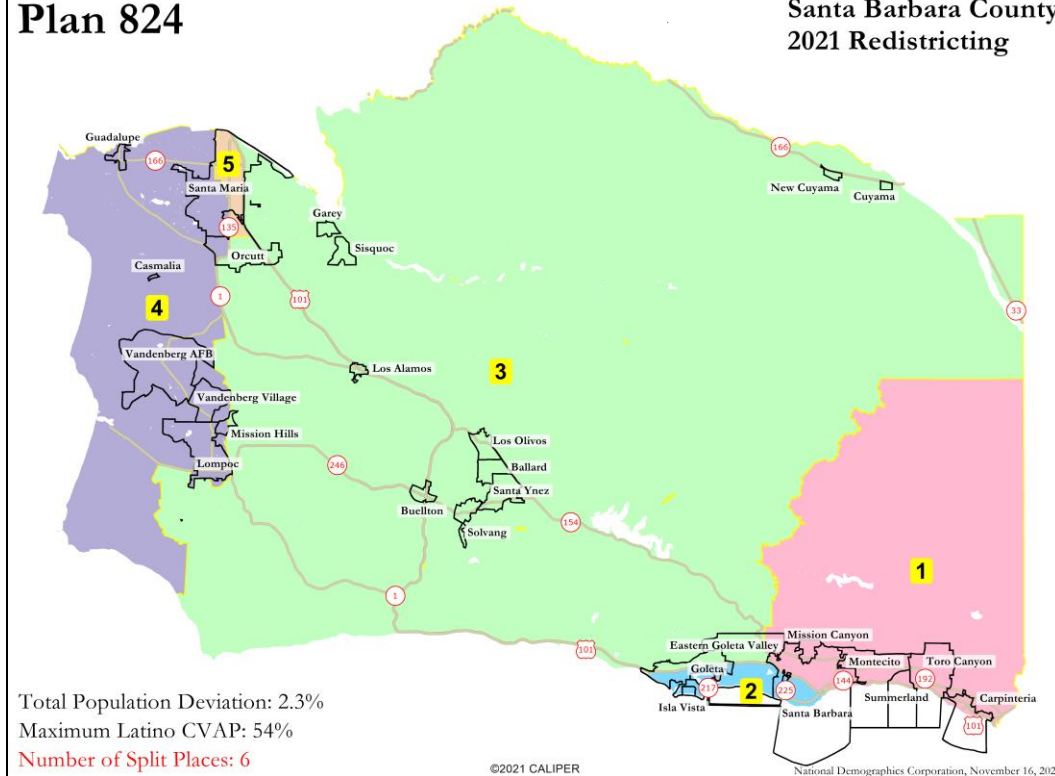 Plan 824
Santa Barbara County
2021 Redistricting
Guadalupe
166
5
Santa Maria
166
New Cuyama
Cuyama
Garey
135
Sisquoc
Orcutt
Casmalia
4
1
101
33
Vandenberg AFB
Los Alamos
3
Vandenberg Village
Mission Hills
Los Olivos
Lompoc
246
Ballard
Santa Ynez
Buellton
Solvang
154
1
1
Mission Canyon
101
Eastern Goleta Valley
Goleta
Montecito
Toro Canyon
217
2
225
144
192
Isla Vista
Santa Barbara
Summerland
Carpinteria
101
Total Population Deviation: 2.3%
Maximum Latino CVAP: 54%
Number of Split Places: 6
©2021 CALIPER
National Demographics Corporation, November 16, 202